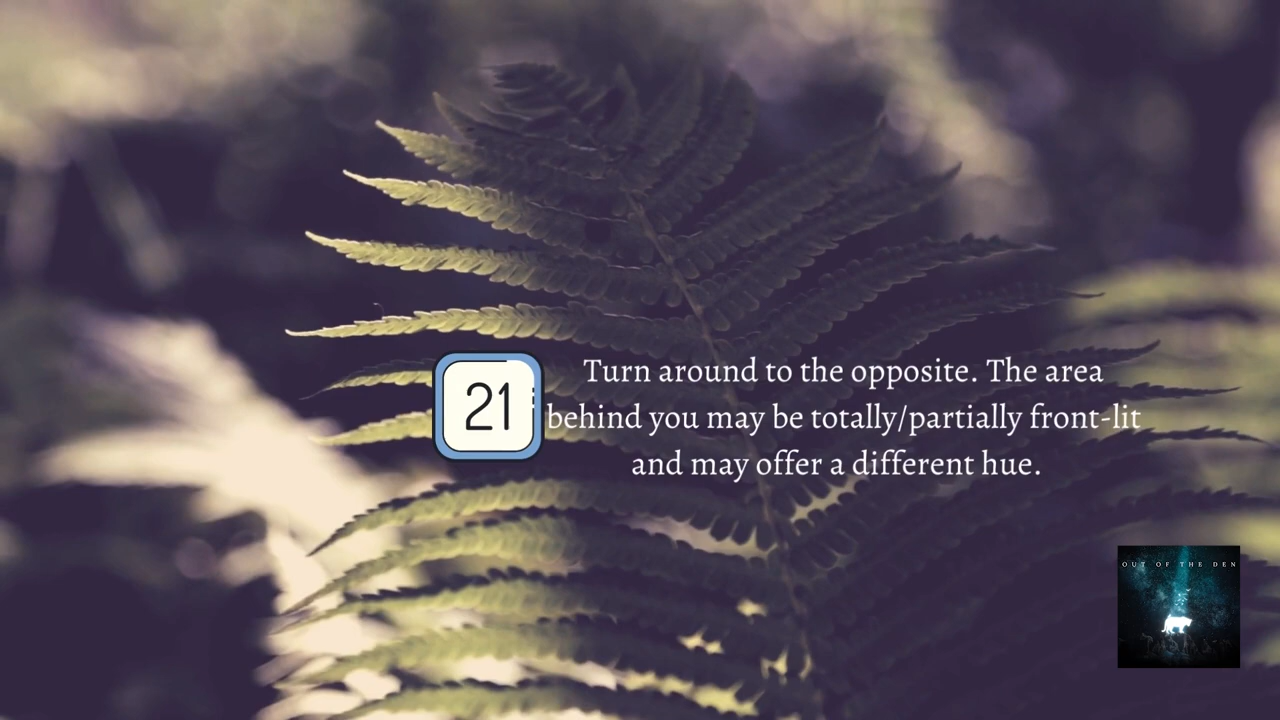 21
Turn around to the opposite. The area
behind you may be totally/partially front-lit
and may offer a different hue.
OUT OF THE DEN